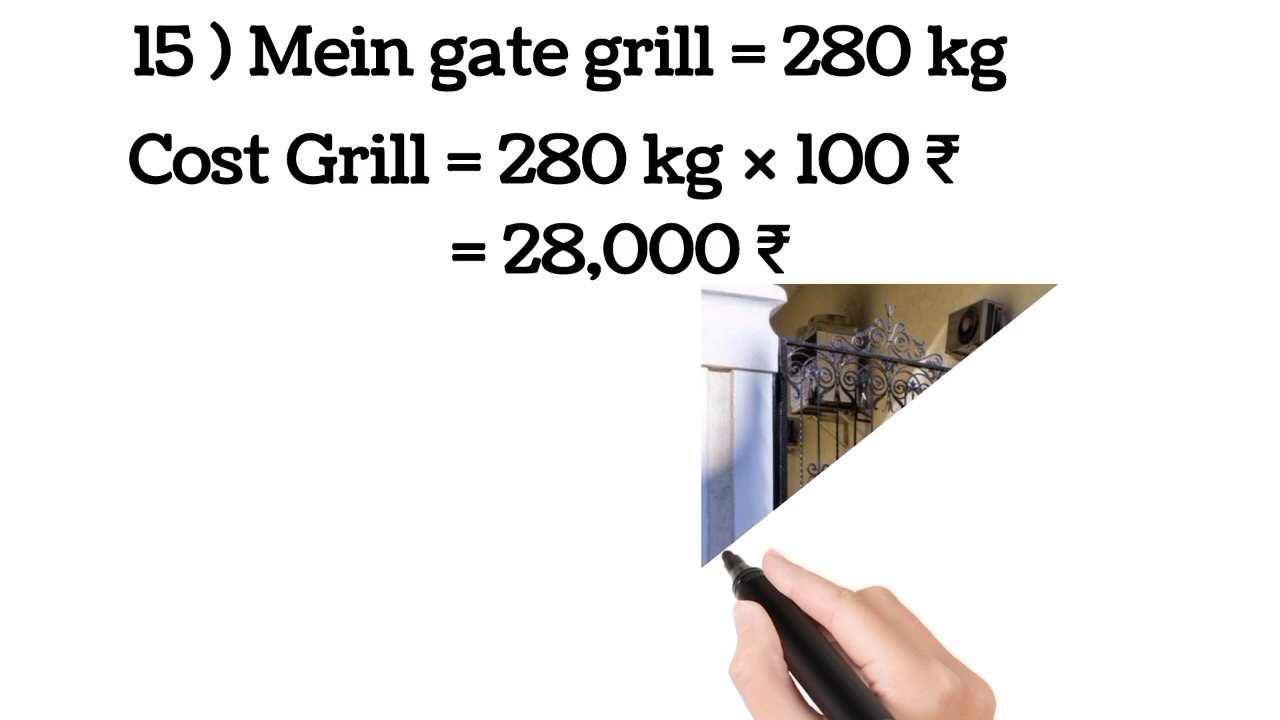 15 ) Mein gate grill = 280 kg
Cost Grill = 280 kg × 100 ₹
= 28,000 ₹